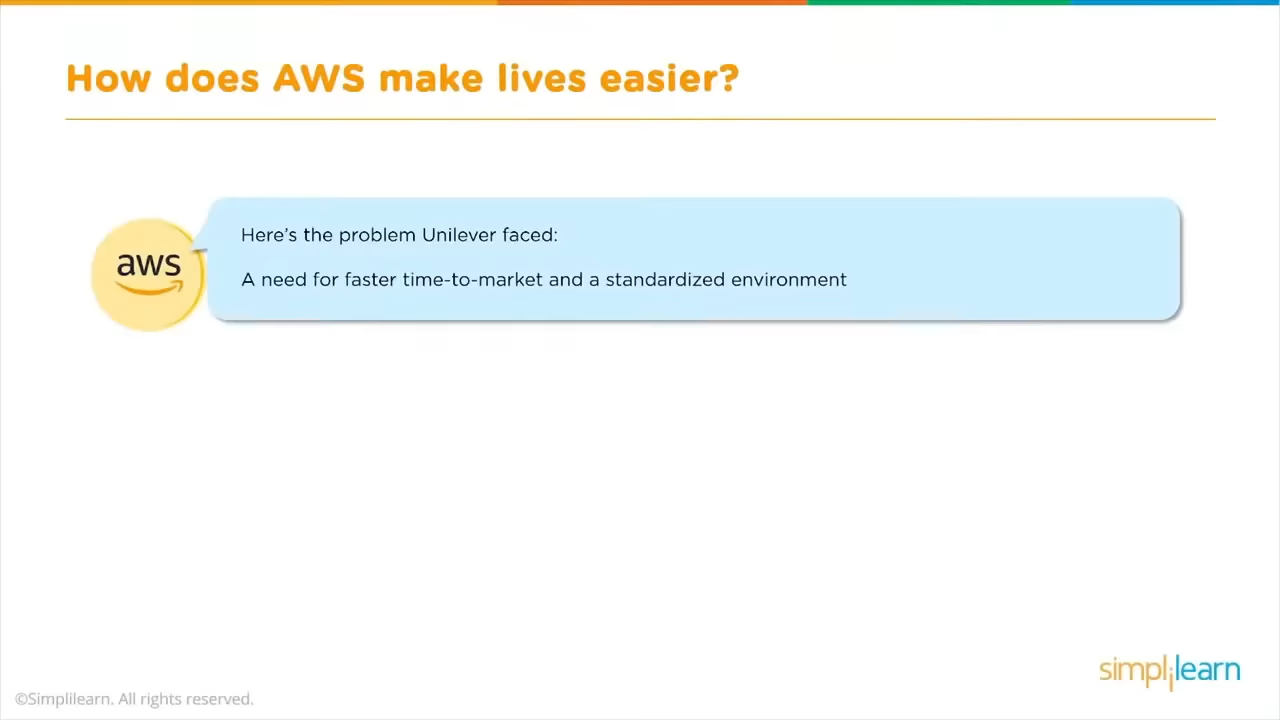 How does AWS make lives easier?
aws
Here's the problem Unilever faced:
A need for faster time-to-market and a standardized environment
simplilearn
©Simplilearn. All rights reserved.